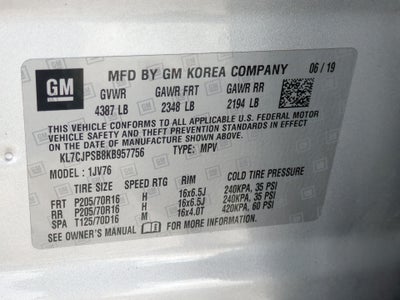 GM
MFD BY GM KOREA COMPANY 06/19
GVWR GAWR FRT GAWR RR
4387 LB 2348 LB 2194 LB
THIS VEHICLE CONFORMS TO ALL APPLICABLE U.S. FEDERAL MOTOR
VEHICLE SAFETY AND THEFT PREVENTION STANDARDS IN
EFFECT ON THE DATE OF MANUFACTURE SHOWN ABOVE.
KL7CJPSB8KB957756 TYPE: MPV
MODEL : 1JV76
TIRE SIZE SPEED RTG RIM COLD TIRE PRESSURE
FRT P205/70R16 H 16x6.5J 240KPA, 35 PSI
RR P205/70R16 H 16x6.5J 240KPA, 35 PSI
SPA T125/70D16 M 16x4.0T 420KPA, 60 PSI
SEE OWNER'S MANUAL FOR MORE INFORMATION.